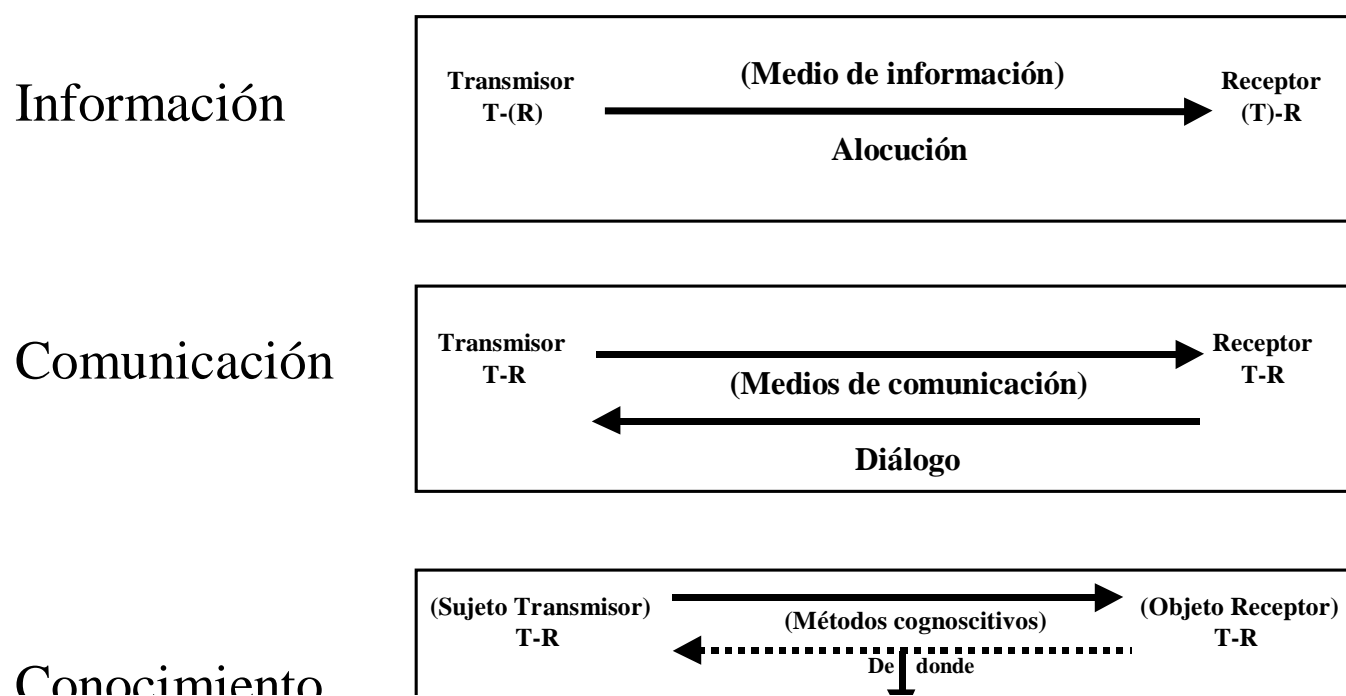 Información
Transmisor
T-(R)
(Medio de información)
Alocución
Receptor
(T)-R
Comunicación
Transmisor
T-R
(Medios de comunicación)
Diálogo
Receptor
T-R
Conocimiento
(Sujeto Transmisor)
T-R
(Métodos cognoscitivos)
De donde
(Objeto Receptor)
T-R